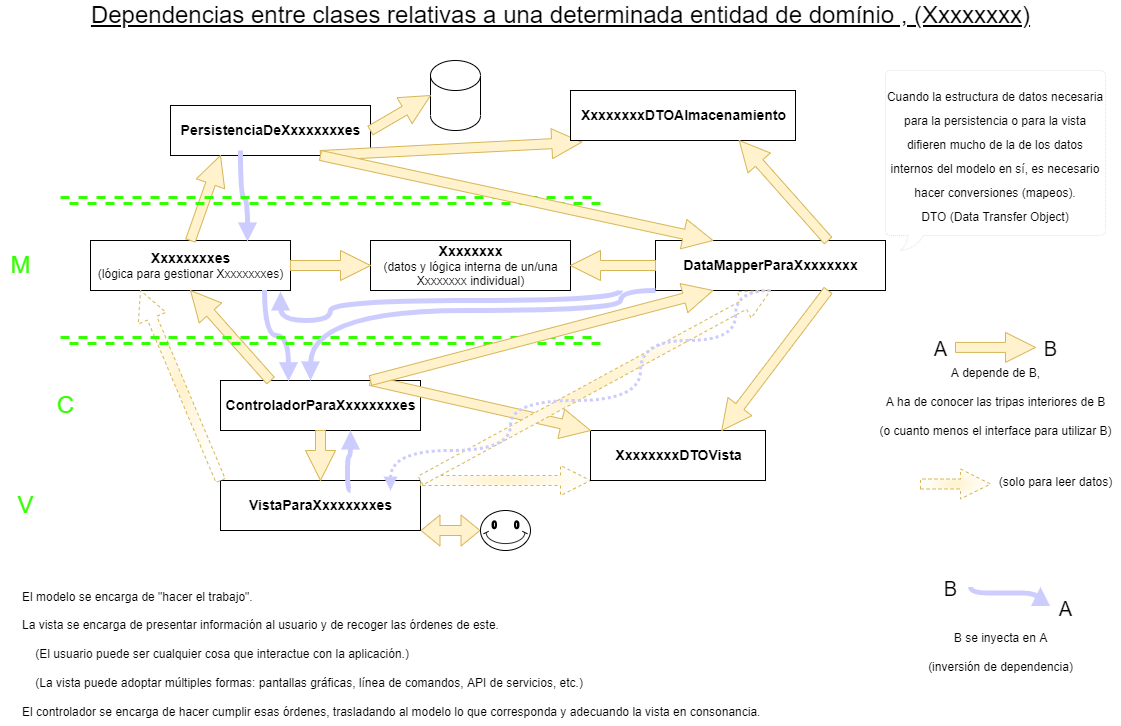 Dependencias entre clases relativas a una determinada entidad de domínio , (Xxxxxxxx)
PersistenciaDeXxxxxxxxes
XxxxxxxxDTOAlmacenamiento
Cuando la estructura de datos necesaria
para la persistencia o para la vista
difieren mucho de la de los datos
internos del modelo en sí, es necesario
hacer conversiones (mapeos).
DTO (Data Transfer Object)
M
Xxxxxxxxes
(lógica para gestionar Xxxxxxxxes)
Xxxxxxxx
(datos y lógica interna de un/una
Xxxxxxxx individual)
DataMapperParaXxxxxxxx
A
B
A depende de B,
A ha de conocer las tripas interiores de B
(o cuanto menos el interface para utilizar B)
C
ControladorParaXxxxxxxxes
XxxxxxxxDTOVista
(solo para leer datos)
V
VistaParaXxxxxxxxes
B
A
B se inyecta en A
(inversión de dependencia)
El modelo se encarga de "hacer el trabajo".
La vista se encarga de presentar información al usuario y de recoger las órdenes de este.
(El usuario puede ser cualquier cosa que interactue con la aplicación.)
(La vista puede adoptar múltiples formas: pantallas gráficas, línea de comandos, API de servicios, etc.)
El controlador se encarga de hacer cumplir esas órdenes, trasladando al modelo lo que corresponda y adecuando la vista en consonancia.